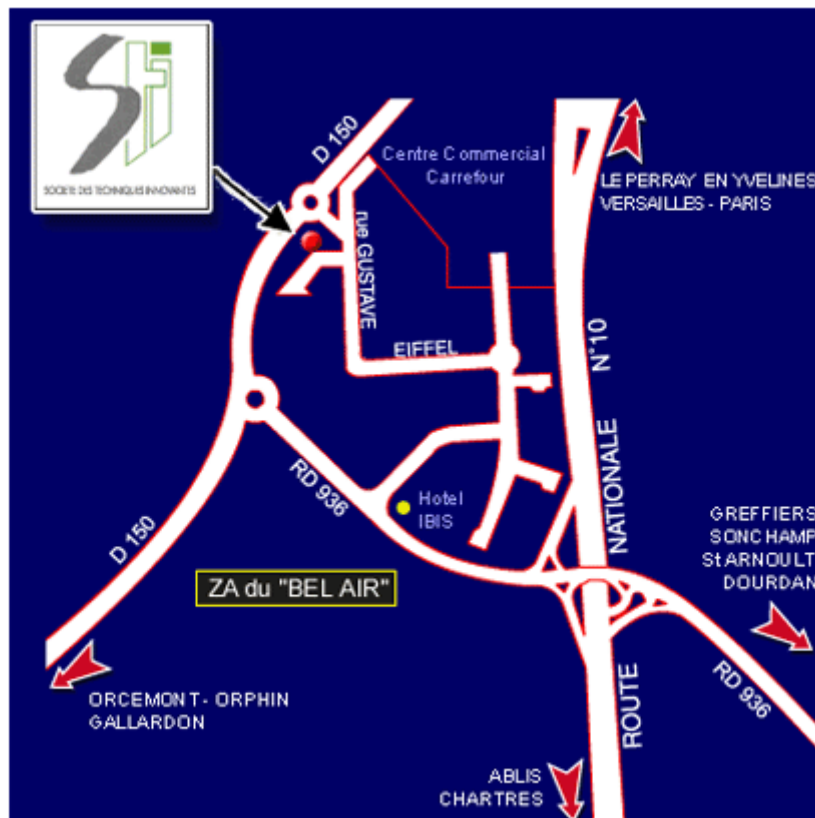 Sti
SOCIETE DES TECHNIQUES INNOVANTES
D 150
Centre Commercial
Carrefour
LE PERRAY EN YVELINES
VERSAILLES - PARIS
rue GUSTAVE
EIFFEL
N°10
NATIONALE
ROUTE
RD 936
Hotel
IBIS
D 150
ZA du "BEL AIR"
GREFFIERS
SONCHAMP
St ARNOULT
DOURDAN
RD 936
ORCEMONT - ORPHIN
GALLARDON
ABLIS
CHARTRES